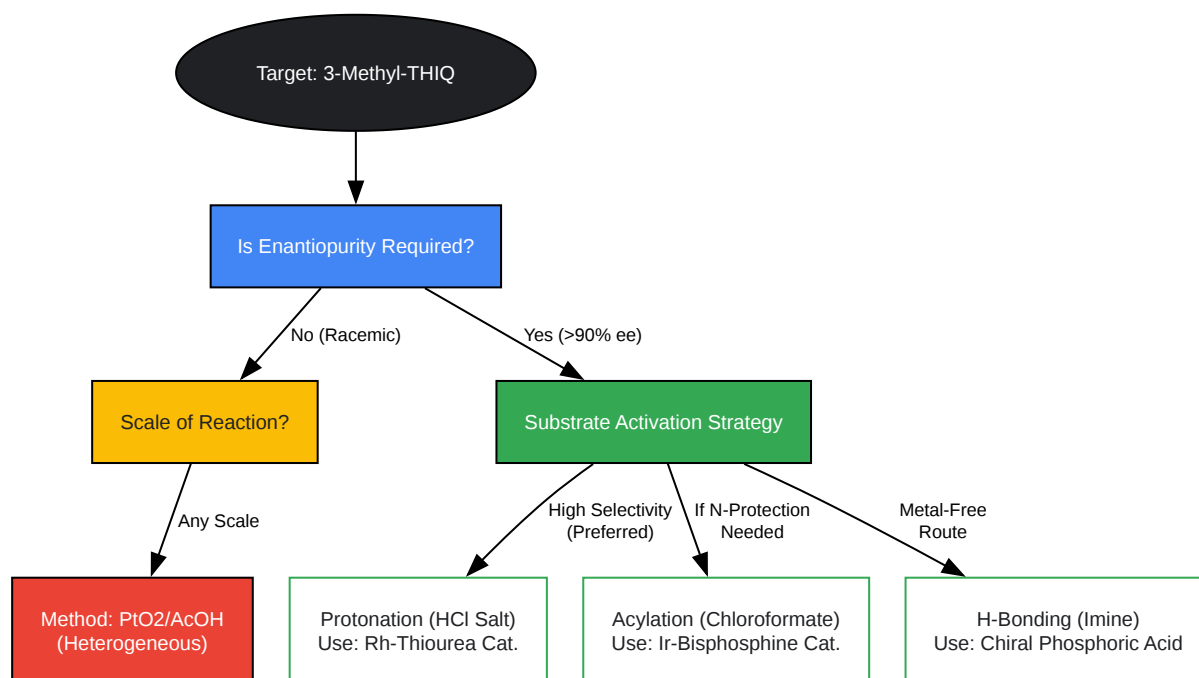 Target: 3-Methyl-THIQ
Is Enantiopurity Required?
No (Racemic)
Yes (>90% ee)
Scale of Reaction?
Substrate Activation Strategy
Any Scale
High Selectivity
(Preferred)
If N-Protection
Needed
Metal-Free
Route
Method: PtO2/AcOH
(Heterogeneous)
Protonation (HCl Salt)
Use: Rh-Thiourea Cat.
Acylation (Chloroformate)
Use: Ir-Bisphosphine Cat.
H-Bonding (Imine)
Use: Chiral Phosphoric Acid